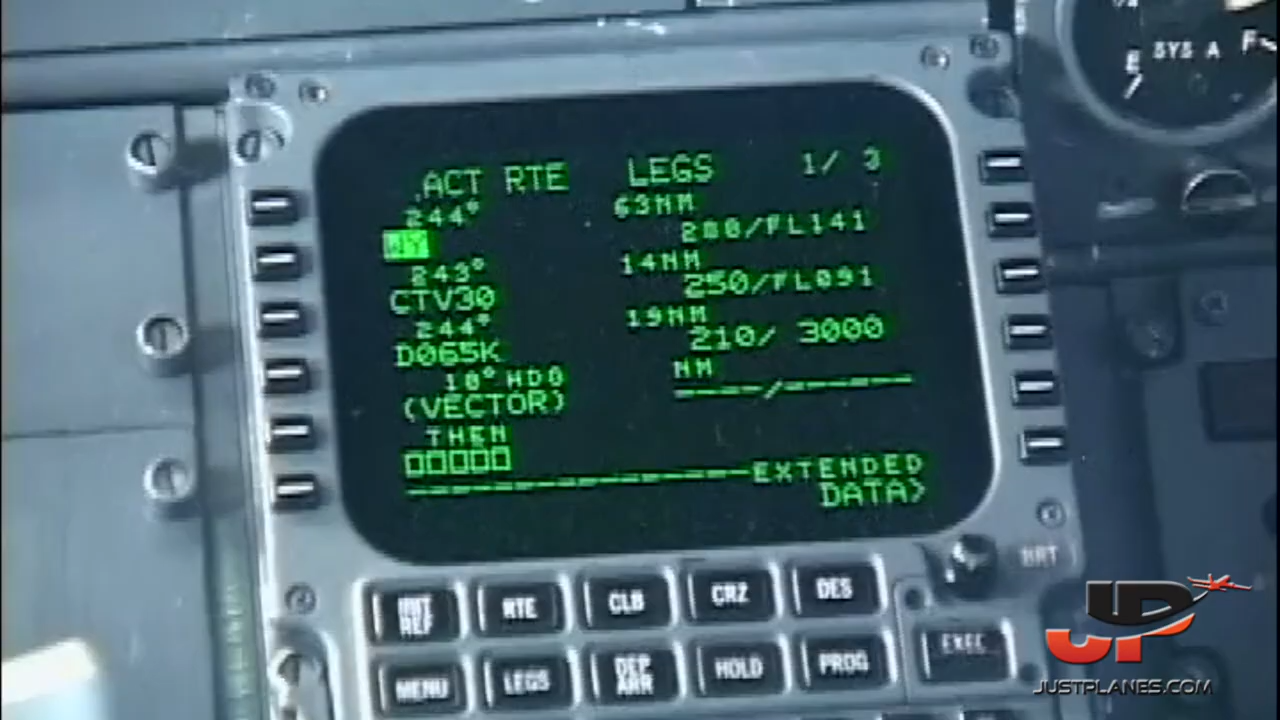 ACT RTE LEGS 1/ 3
244° 63NM
280/FL141
243° 14NM
CTV30 250/FL091
244° 19NM
D065K 210/ 3000
10° HDG NM
(VECTOR) ----/------
THEN
□□□□□
EXTENDED
DATA>
SYS A
BRT
INIT REF RTE CLB CRZ DES
MENU LEGS DEP ARR HOLD PROG EXEC
JP
JUSTPLANES.COM